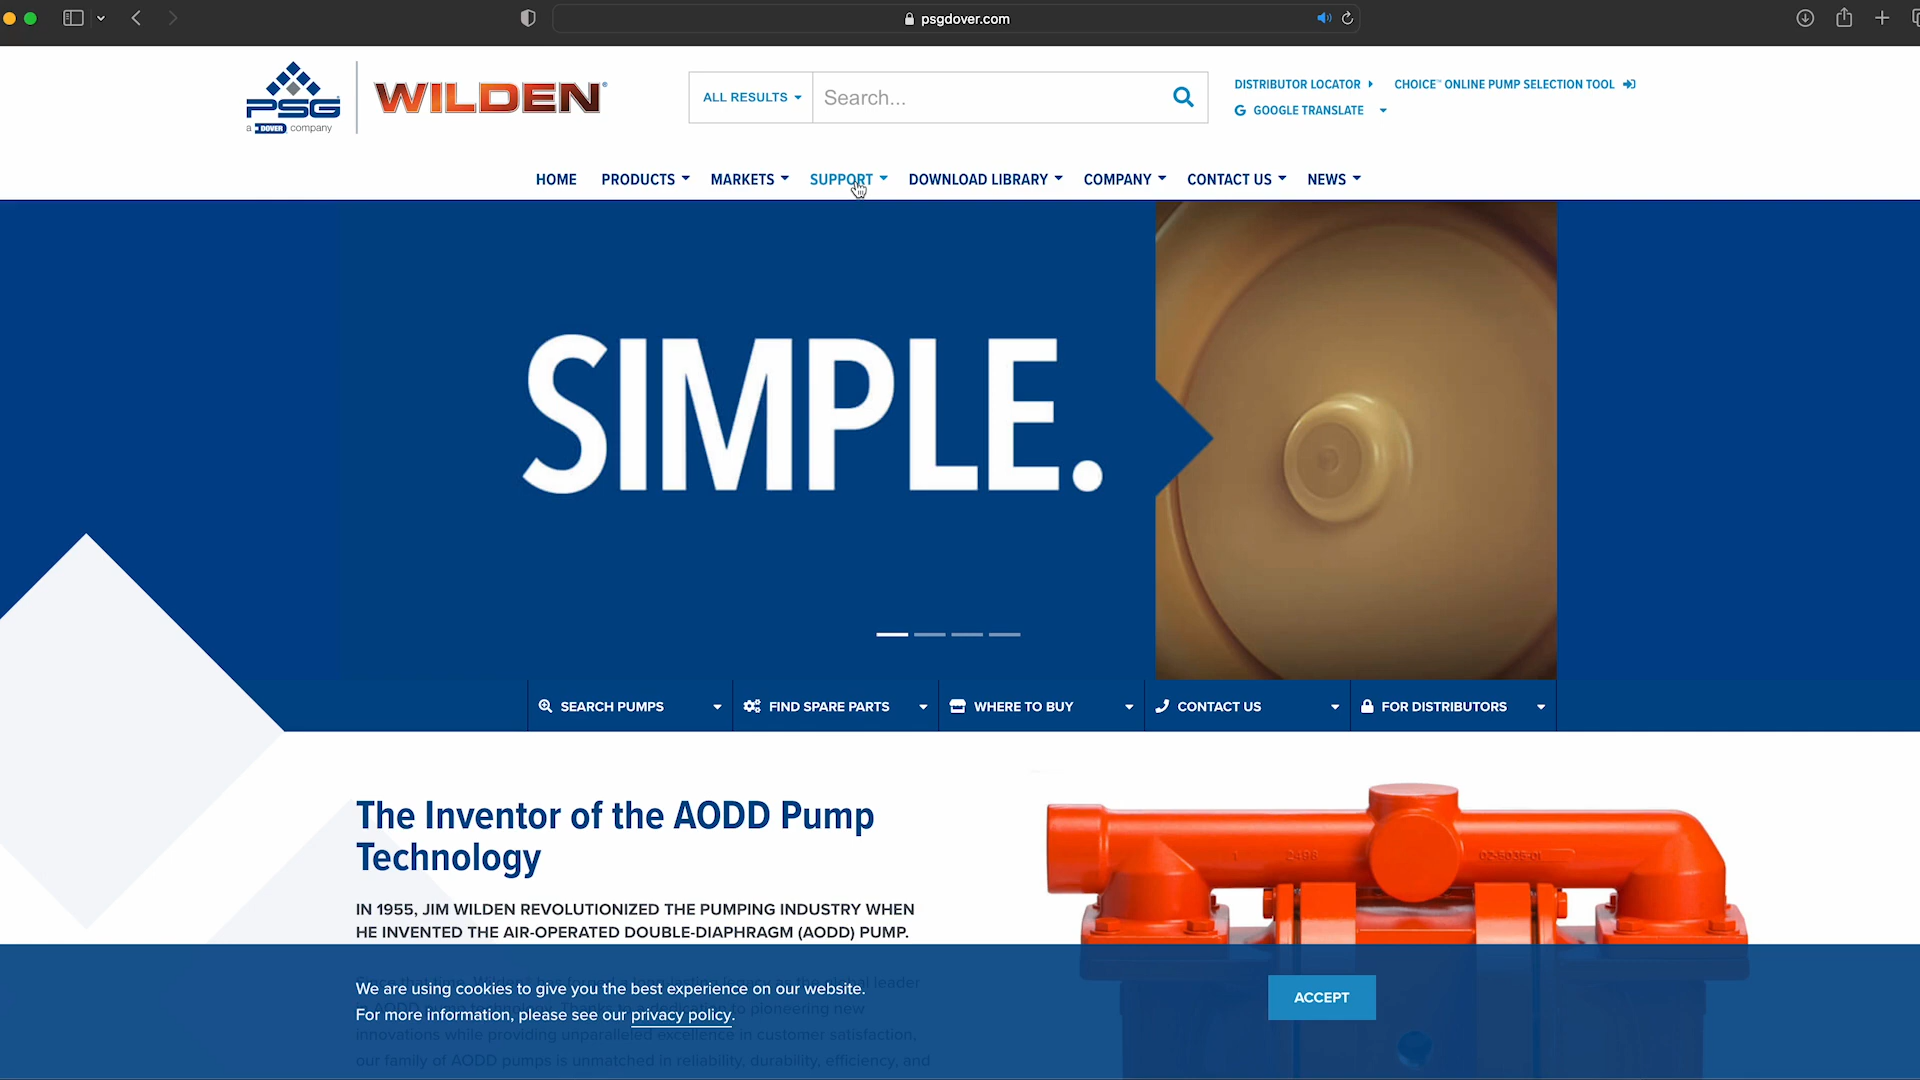 psgdover.com
PSG
a DOVER company
WILDEN
ALL RESULTS
Search...
DISTRIBUTOR LOCATOR
CHOICE™ ONLINE PUMP SELECTION TOOL
GOOGLE TRANSLATE
HOME
PRODUCTS
MARKETS
SUPPORT
DOWNLOAD LIBRARY
COMPANY
CONTACT US
NEWS
SIMPLE.
SEARCH PUMPS
FIND SPARE PARTS
WHERE TO BUY
CONTACT US
FOR DISTRIBUTORS
The Inventor of the AODD Pump
Technology
IN 1955, JIM WILDEN REVOLUTIONIZED THE PUMPING INDUSTRY WHEN
HE INVENTED THE AIR-OPERATED DOUBLE-DIAPHRAGM (AODD) PUMP.
We are using cookies to give you the best experience on our website.
For more information, please see our privacy policy.
ACCEPT
innovations while providing unparalleled excellence in customer satisfaction,
our family of AODD pumps is unmatched in reliability, durability, efficiency, and